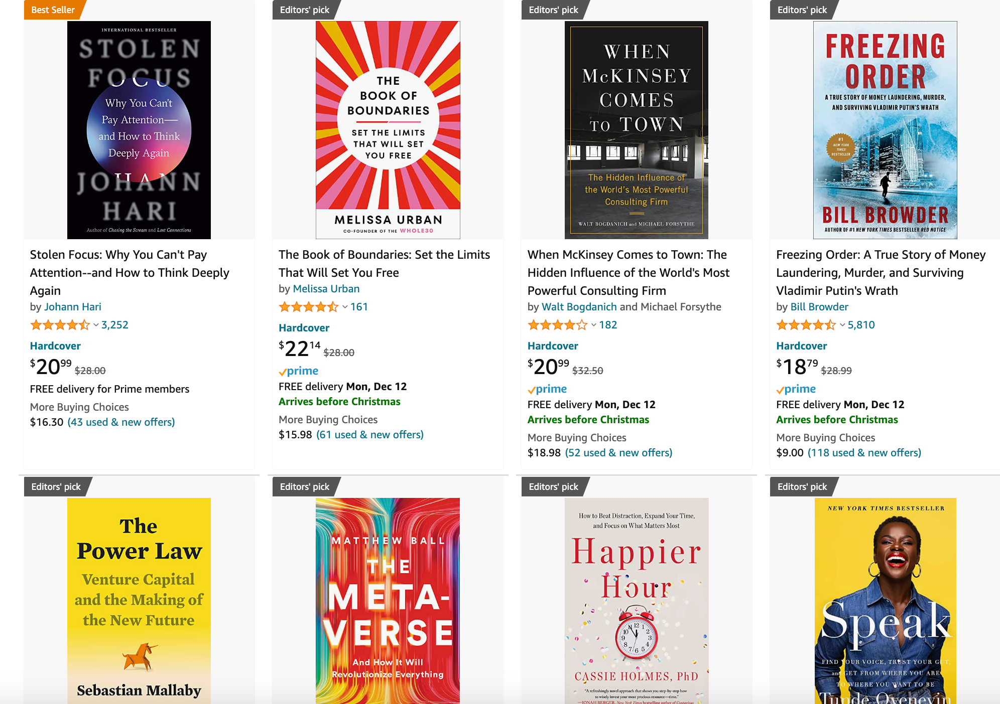 Best Seller
INTERNATIONAL BESTSELLER
STOLEN
FOCUS
Why You Can't
Pay Attention—
and How to Think
Deeply Again
JOHANN
HARI
Author of Chasing the Scream and Lost Connections
Stolen Focus: Why You Can't Pay
Attention--and How to Think Deeply
Again
by Johann Hari
3,252
Hardcover
$20.99 $28.00
FREE delivery for Prime members
More Buying Choices
$16.30 (43 used & new offers)
Editors' pick
THE
BOOK OF
BOUNDARIES
SET THE LIMITS
THAT WILL SET
YOU FREE
MELISSA URBAN
CO-FOUNDER OF THE WHOLE30
The Book of Boundaries: Set the Limits
That Will Set You Free
by Melissa Urban
161
Hardcover
$22.14 $28.00
prime
FREE delivery Mon, Dec 12
Arrives before Christmas
More Buying Choices
$15.98 (61 used & new offers)
Editors' pick
WHEN
McKINSEY
COMES
TO TOWN
The Hidden Influence of
the World's Most Powerful
Consulting Firm
WALT BOGDANICH and MICHAEL FORSYTHE
When McKinsey Comes to Town: The
Hidden Influence of the World's Most
Powerful Consulting Firm
by Walt Bogdanich and Michael Forsythe
182
Hardcover
$20.99 $32.50
prime
FREE delivery Mon, Dec 12
Arrives before Christmas
More Buying Choices
$18.98 (52 used & new offers)
Editors' pick
FREEZING
ORDER
A TRUE STORY OF MONEY LAUNDERING, MURDER,
AND SURVIVING VLADIMIR PUTIN'S WRATH
#1
NEW YORK
TIMES
BESTSELLER
BILL BROWDER
AUTHOR OF #1 NEW YORK TIMES BESTSELLER RED NOTICE
Freezing Order: A True Story of Money
Laundering, Murder, and Surviving
Vladimir Putin's Wrath
by Bill Browder
5,810
Hardcover
$18.79 $28.99
prime
FREE delivery Mon, Dec 12
Arrives before Christmas
More Buying Choices
$9.00 (118 used & new offers)
Editors' pick
The
Power Law
Venture Capital
and the Making of
the New Future
Sebastian Mallaby
Editors' pick
MATTHEW BALL
THE
META-
VERSE
And How It Will
Revolutionize Everything
Editors' pick
How to Beat Distraction, Expand Your Time,
and Focus on What Matters Most
Happier
Hour
12 1 2 3 4 5 6 7 8 9 10 11
CASSIE HOLMES, PhD
"A refreshingly novel approach that shows you step-by-step how
to wisely invest your most precious resource—time."
—JONAH BERGER, New York Times bestselling author of Contagious
Editors' pick
NEW YORK TIMES BESTSELLER
Speak
FIND YOUR VOICE, TRUST YOUR GUT,
and GET FROM WHERE YOU ARE
TO WHERE YOU WANT TO BE
Tunde Oyeneyin